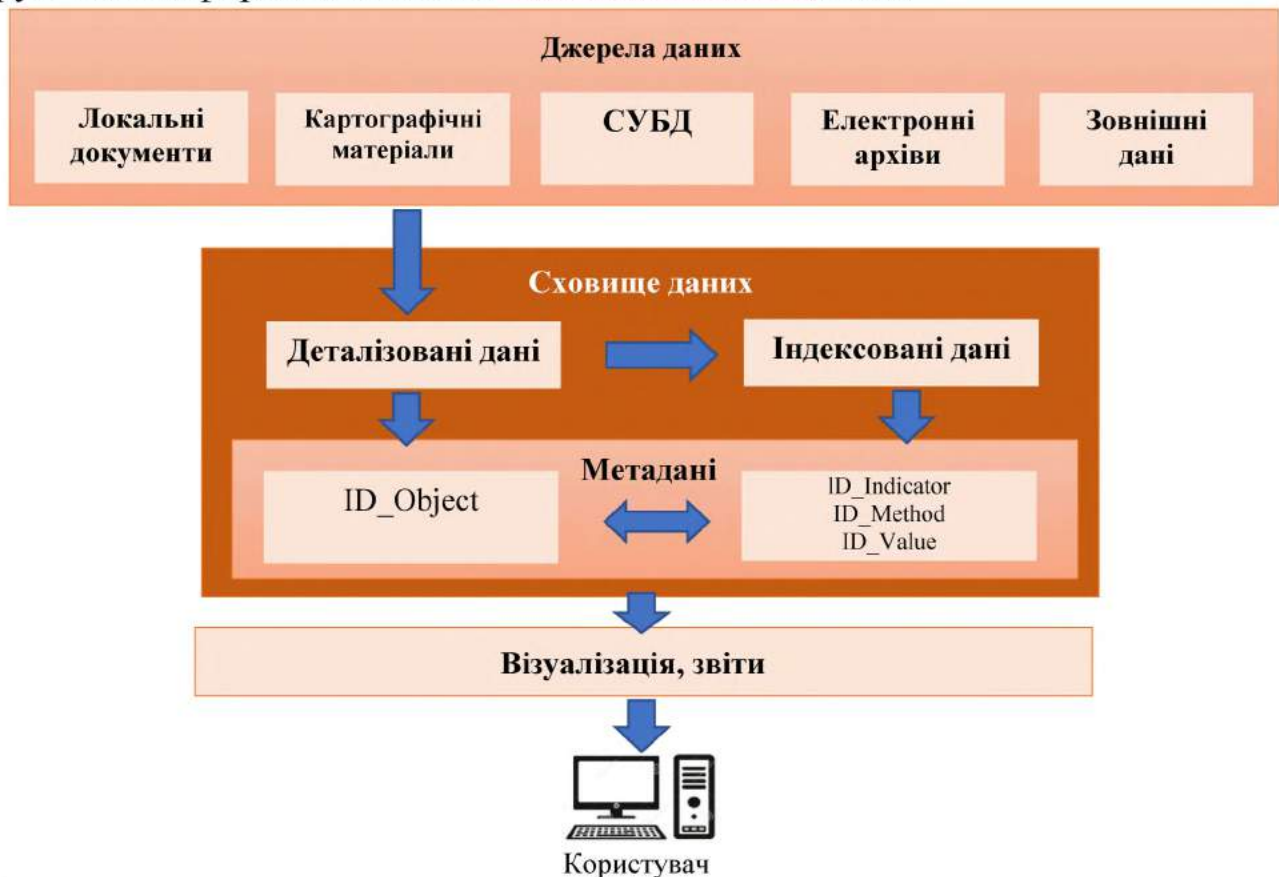 Джерела даних
Локальні
документи
Картографічні
матеріали
СУБД
Електронні
архіви
Зовнішні
дані
Сховище даних
Деталізовані дані
Індексовані дані
Метадані
ID_Object
ID_Indicator
ID_Method
ID_Value
Візуалізація, звіти
Користувач